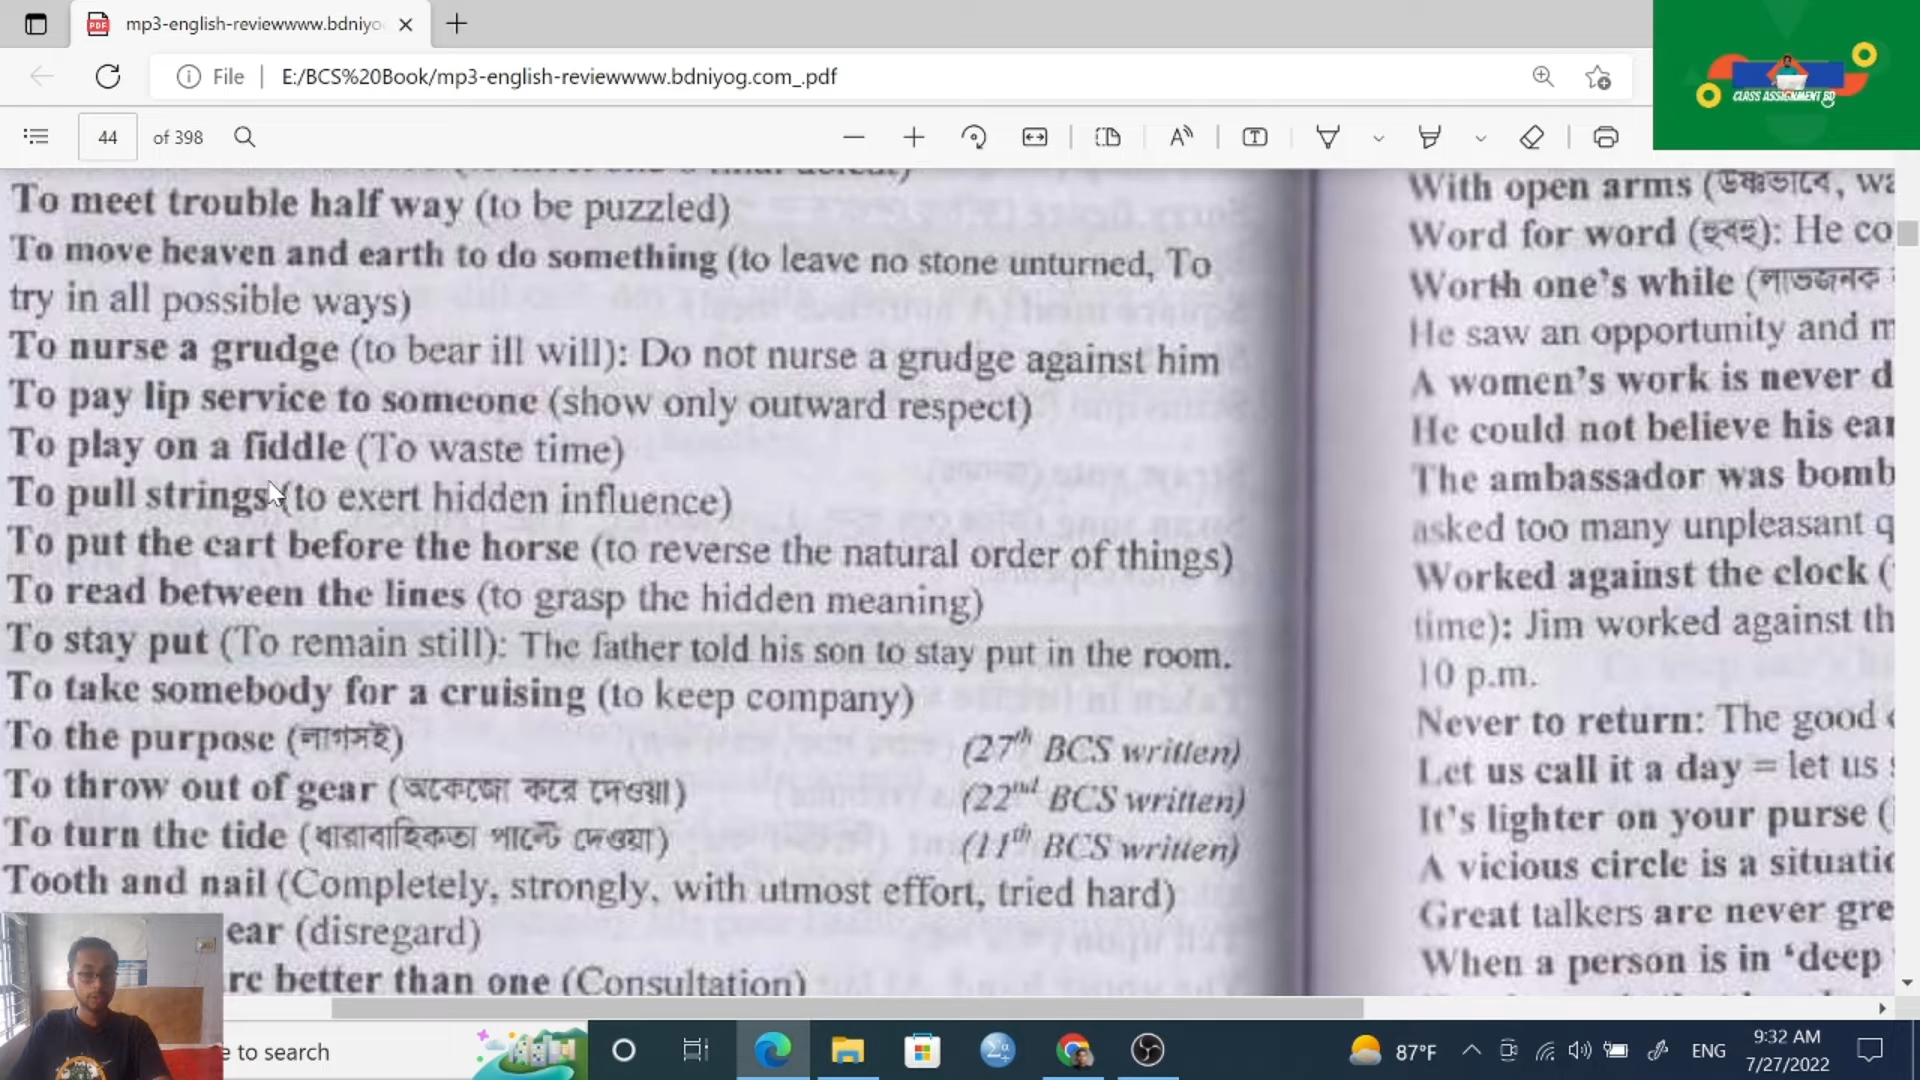 mp3-english-reviewwww.bdniyo
File
E:/BCS%20Book/mp3-english-reviewwww.bdniyog.com_.pdf
CLASS ASSIGNMENT BD
44 of 398
To meet trouble half way (to be puzzled)
To move heaven and earth to do something (to leave no stone unturned, To
try in all possible ways)
To nurse a grudge (to bear ill will): Do not nurse a grudge against him
To pay lip service to someone (show only outward respect)
To play on a fiddle (To waste time)
To pull strings (to exert hidden influence)
To put the cart before the horse (to reverse the natural order of things)
To read between the lines (to grasp the hidden meaning)
To stay put (To remain still): The father told his son to stay put in the room.
To take somebody for a cruising (to keep company)
To the purpose (লাগসই) (27th BCS written)
To throw out of gear (অকেজো করে দেওয়া) (22nd BCS written)
To turn the tide (ধারাবাহিকতা পাল্টে দেওয়া) (11th BCS written)
Tooth and nail (Completely, strongly, with utmost effort, tried hard)
ear (disregard)
re better than one (Consultation)
With open arms (উষ্ণভাবে, wa
Word for word (হুবহু): He co
Worth one's while (লাভজনক
He saw an opportunity and m
A women's work is never d
He could not believe his ear
The ambassador was bomb
asked too many unpleasant q
Worked against the clock (
time): Jim worked against th
10 p.m.
Never to return: The good
Let us call it a day = let us
It's lighter on your purse (
A vicious circle is a situatio
Great talkers are never gre
When a person is in 'deep
e to search
87°F
ENG
9:32 AM
7/27/2022